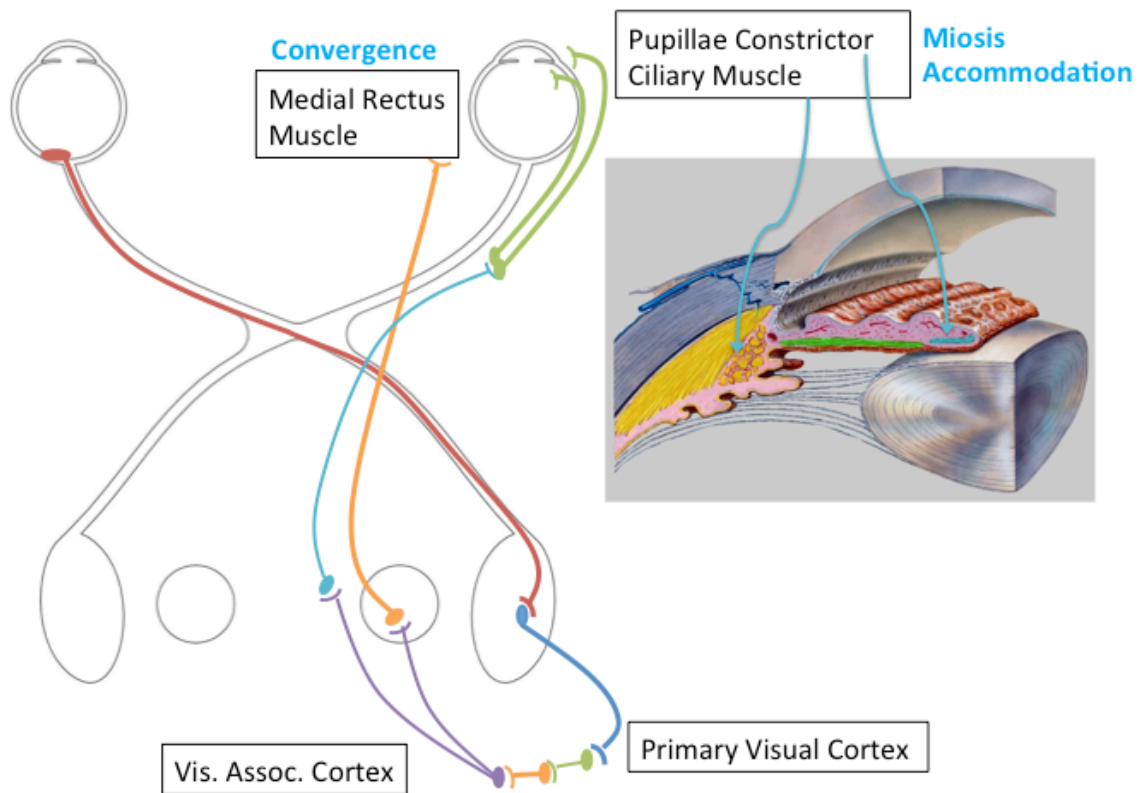 Convergence
Medial Rectus
Muscle
Pupillae Constrictor
Ciliary Muscle
Miosis
Accommodation
Vis. Assoc. Cortex
Primary Visual Cortex